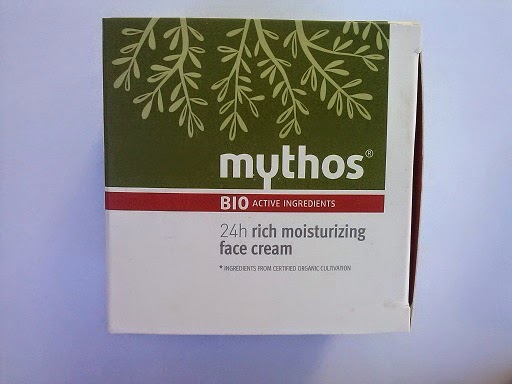 mythos®
BIO ACTIVE INGREDIENTS
24h rich moisturizing
face cream
* INGREDIENTS FROM CERTIFIED ORGANIC CULTIVATION